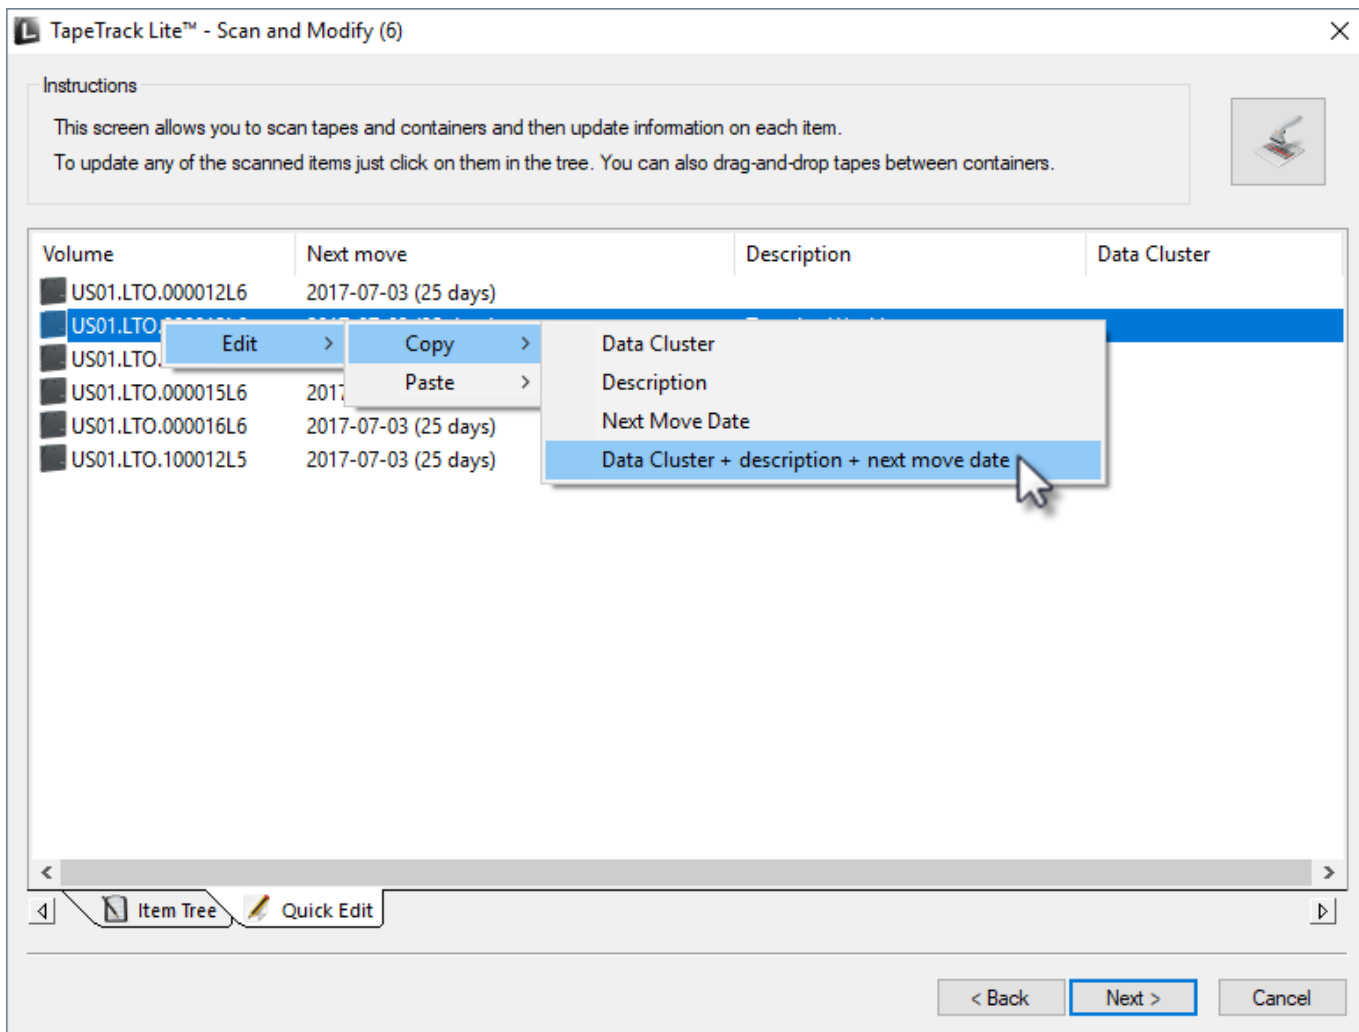 TapeTrack Lite™ - Scan and Modify (6)
Instructions
This screen allows you to scan tapes and containers and then update information on each item.
To update any of the scanned items just click on them in the tree. You can also drag-and-drop tapes between containers.
Volume Next move Description Data Cluster
US01.LTO.000012L6 2017-07-03 (25 days)
US01.LTO.
Edit > Copy > Data Cluster
US01.LTO.
Paste > Description
US01.LTO.000015L6 2017
Next Move Date
US01.LTO.000016L6 2017-07-03 (25 days)
US01.LTO.100012L5 2017-07-03 (25 days) Data Cluster + description + next move date
Item Tree Quick Edit
< Back Next > Cancel